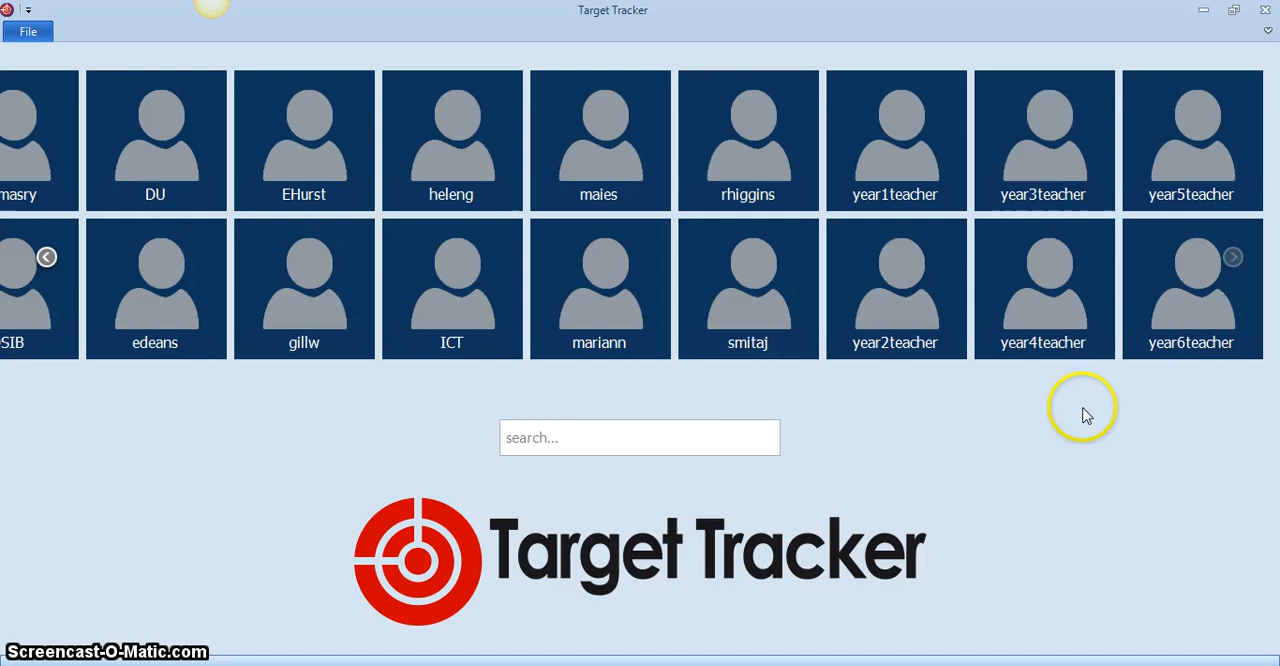 Target Tracker
File
masry DU EHurst heleng maies rhiggins year1teacher year3teacher year5teacher
SIB edeans gillw ICT mariann smitaj year2teacher year4teacher year6teacher
search...
Target Tracker
Screencast-O-Matic.com